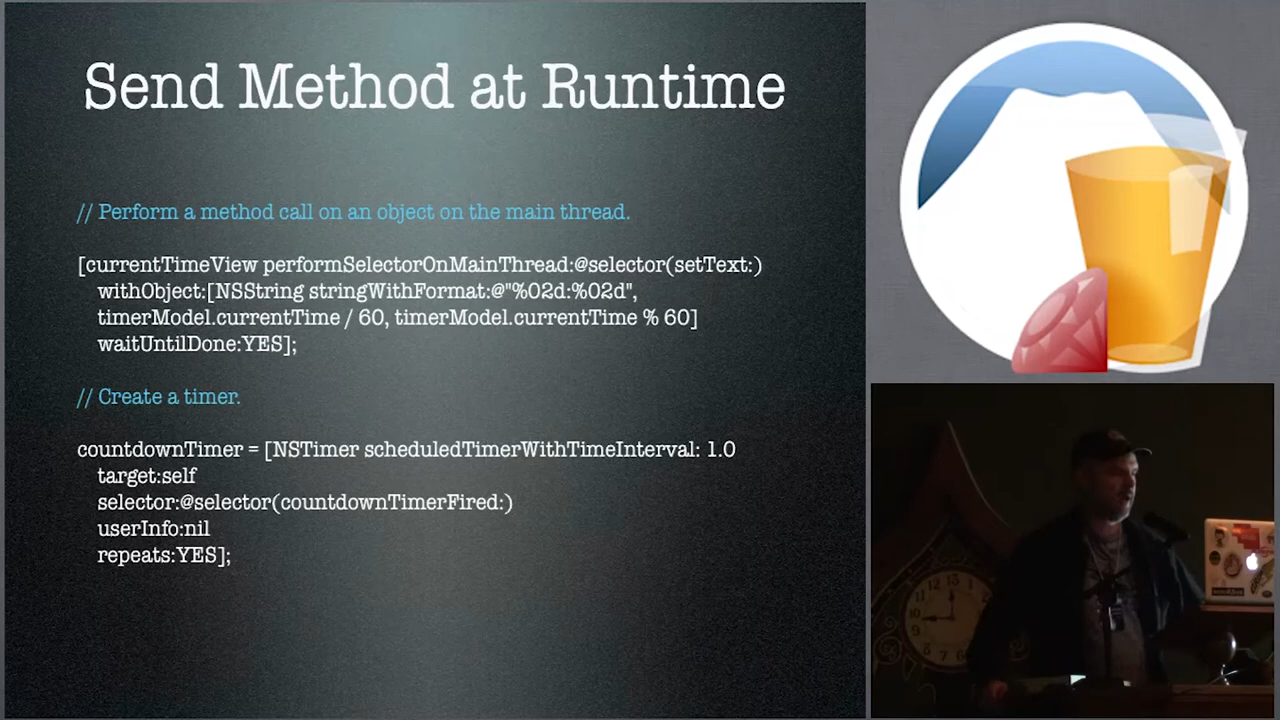 Send Method at Runtime
// Perform a method call on an object on the main thread.
[currentTimeView performSelectorOnMainThread:@selector(setText:)
withObject:[NSString stringWithFormat:@"%02d:%02d",
timerModel.currentTime / 60, timerModel.currentTime % 60]
waitUntilDone:YES];
// Create a timer.
countdownTimer = [NSTimer scheduledTimerWithTimeInterval: 1.0
target:self
selector:@selector(countdownTimerFired:)
userInfo:nil
repeats:YES];